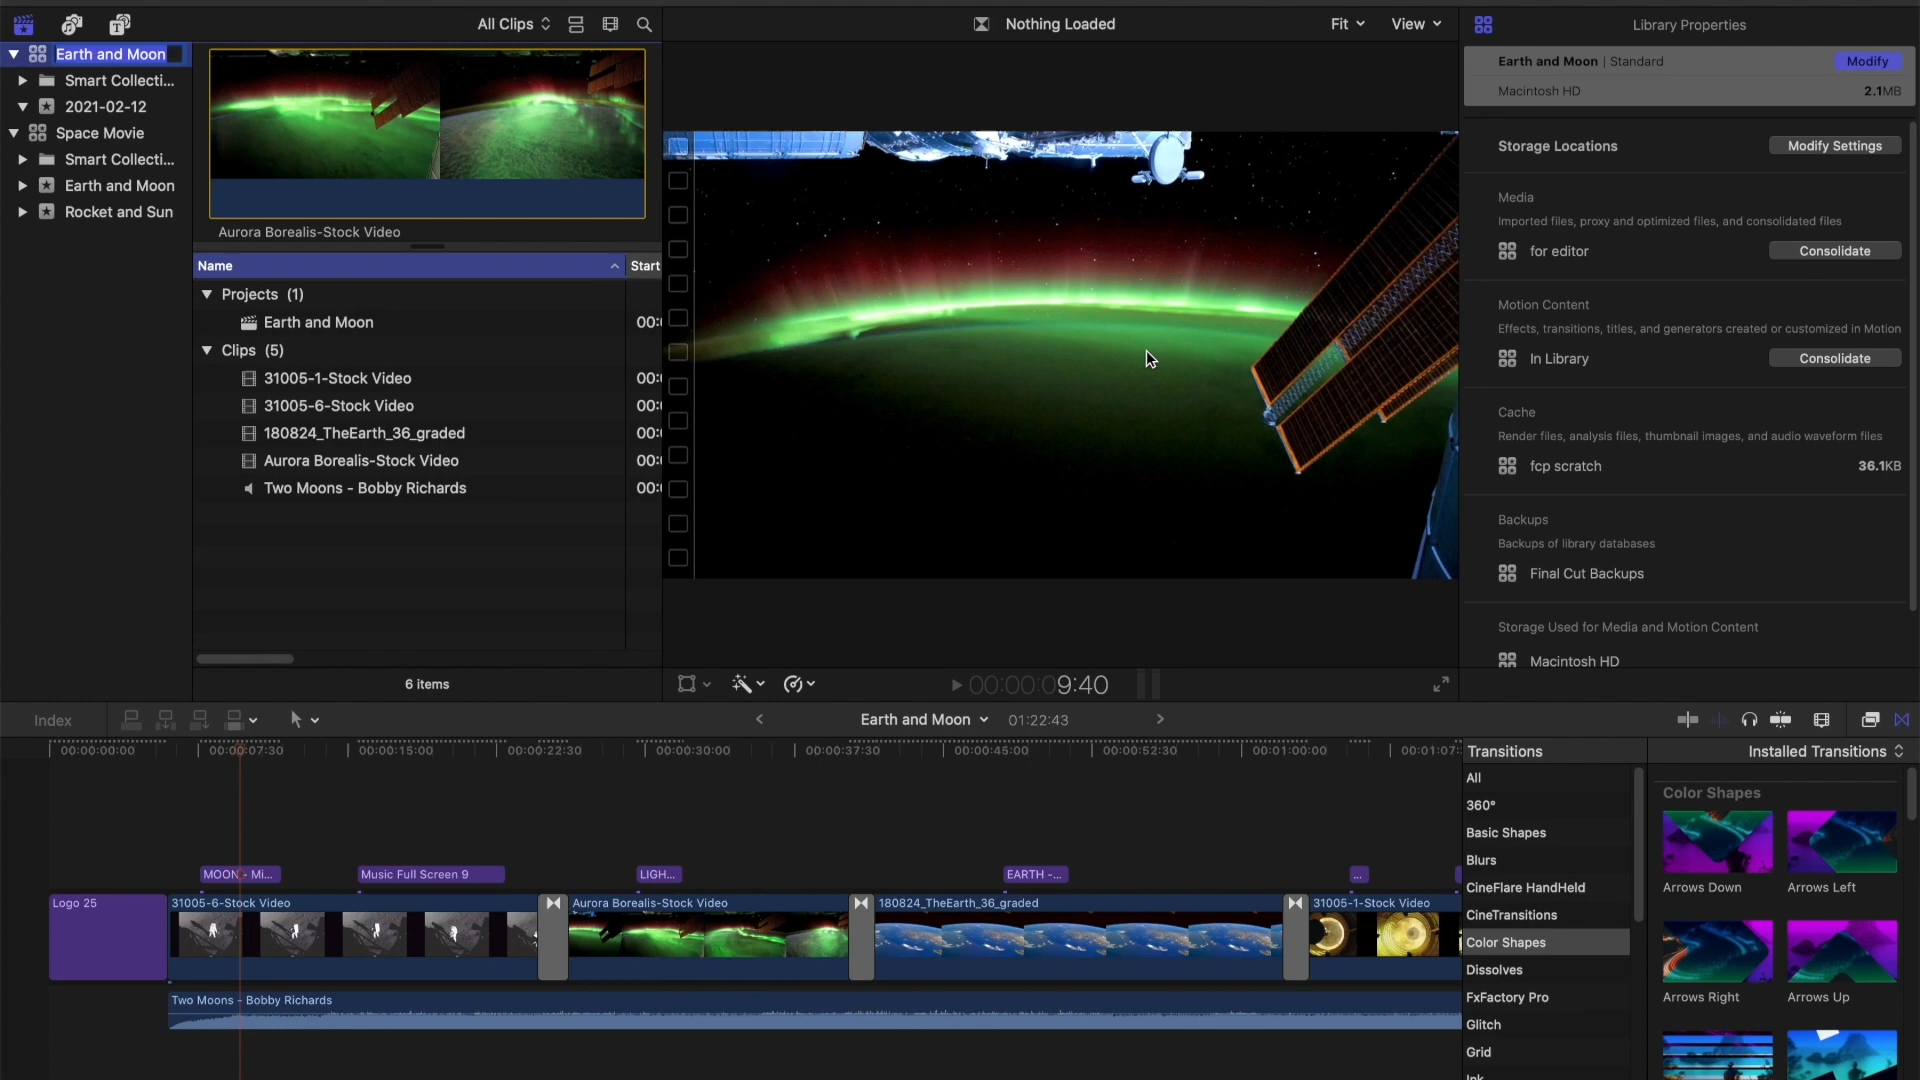 All Clips
Nothing Loaded
Fit
View
Library Properties
Earth and Moon
Smart Collecti...
2021-02-12
Space Movie
Smart Collecti...
Earth and Moon
Rocket and Sun
Aurora Borealis-Stock Video
Name
Start
Projects (1)
Earth and Moon
00:
Clips (5)
31005-1-Stock Video
00:
31005-6-Stock Video
00:
180824_TheEarth_36_graded
00:
Aurora Borealis-Stock Video
00:
Two Moons - Bobby Richards
00:
6 items
00:00:09:40
Earth and Moon | Standard
Modify
Macintosh HD
2.1MB
Storage Locations
Modify Settings
Media
Imported files, proxy and optimized files, and consolidated files
for editor
Consolidate
Motion Content
Effects, transitions, titles, and generators created or customized in Motion
In Library
Consolidate
Cache
Render files, analysis files, thumbnail images, and audio waveform files
fcp scratch
36.1KB
Backups
Backups of library databases
Final Cut Backups
Storage Used for Media and Motion Content
Macintosh HD
Index
Earth and Moon
01:22:43
00:00:00:00
00:00:07:30
00:00:15:00
00:00:22:30
00:00:30:00
00:00:37:30
00:00:45:00
00:00:52:30
00:01:00:00
00:01:07:
MOON - Mi...
Music Full Screen 9
LIGH...
EARTH -...
...
Logo 25
31005-6-Stock Video
Aurora Borealis-Stock Video
180824_TheEarth_36_graded
31005-1-Stock Video
Two Moons - Bobby Richards
Transitions
Installed Transitions
All
360°
Basic Shapes
Blurs
CineFlare HandHeld
CineTransitions
Color Shapes
Dissolves
FxFactory Pro
Glitch
Grid
Color Shapes
Arrows Down
Arrows Left
Arrows Right
Arrows Up